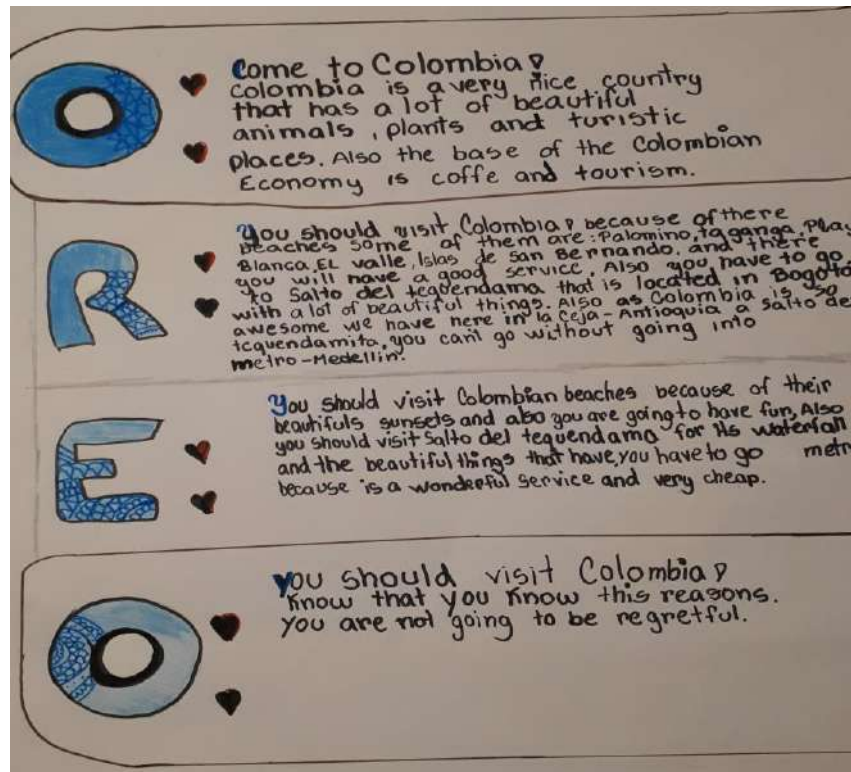 O
Come to Colombia!
Colombia is a very nice country
that has a lot of beautiful
animals, plants and turistic
places. Also the base of the Colombian
Economy is coffe and tourism.
R
You should visit Colombia! because of there
beaches some of them are: Palomino, taganga, Play
Blanca, EL valle, Islas de san Bernando. and there
you will have a good service. Also you have to go
to Salto del tequendama that is located in Bogotá
with a lot of beautiful things. Also as Colombia is so
awesome we have here in la Ceja-Antioquia a salto de
tequendamita, you can't go without going into
metro-Medellin.
E
You should visit Colombian beaches because of their
beautifuls sunsets and also you are going to have fun, Also
you should visit Salto del tequendama for its waterfall
and the beautiful things that have, you have to go metr
because is a wonderful service and very cheap.
O
You should visit Colombia!
Know that you know this reasons.
You are not going to be regretful.